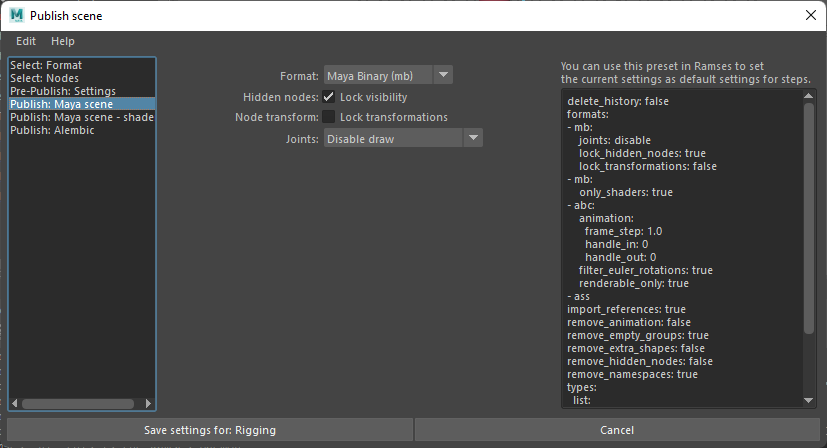 Publish scene
Edit Help
Select: Format
Select: Nodes
Pre-Publish: Settings
Publish: Maya scene
Publish: Maya scene - shade
Publish: Alembic
Format: Maya Binary (mb)
Hidden nodes: Lock visibility
Node transform: Lock transformations
Joints: Disable draw
You can use this preset in Ramses to set
the current settings as default settings for steps.
delete_history: false
formats:
- mb:
joints: disable
lock_hidden_nodes: true
lock_transformations: false
- mb:
only_shaders: true
- abc:
animation:
frame_step: 1.0
handle_in: 0
handle_out: 0
filter_euler_rotations: true
renderable_only: true
- ass
import_references: true
remove_animation: false
remove_empty_groups: true
remove_extra_shapes: false
remove_hidden_nodes: false
remove_namespaces: true
types:
list:
Save settings for: Rigging
Cancel